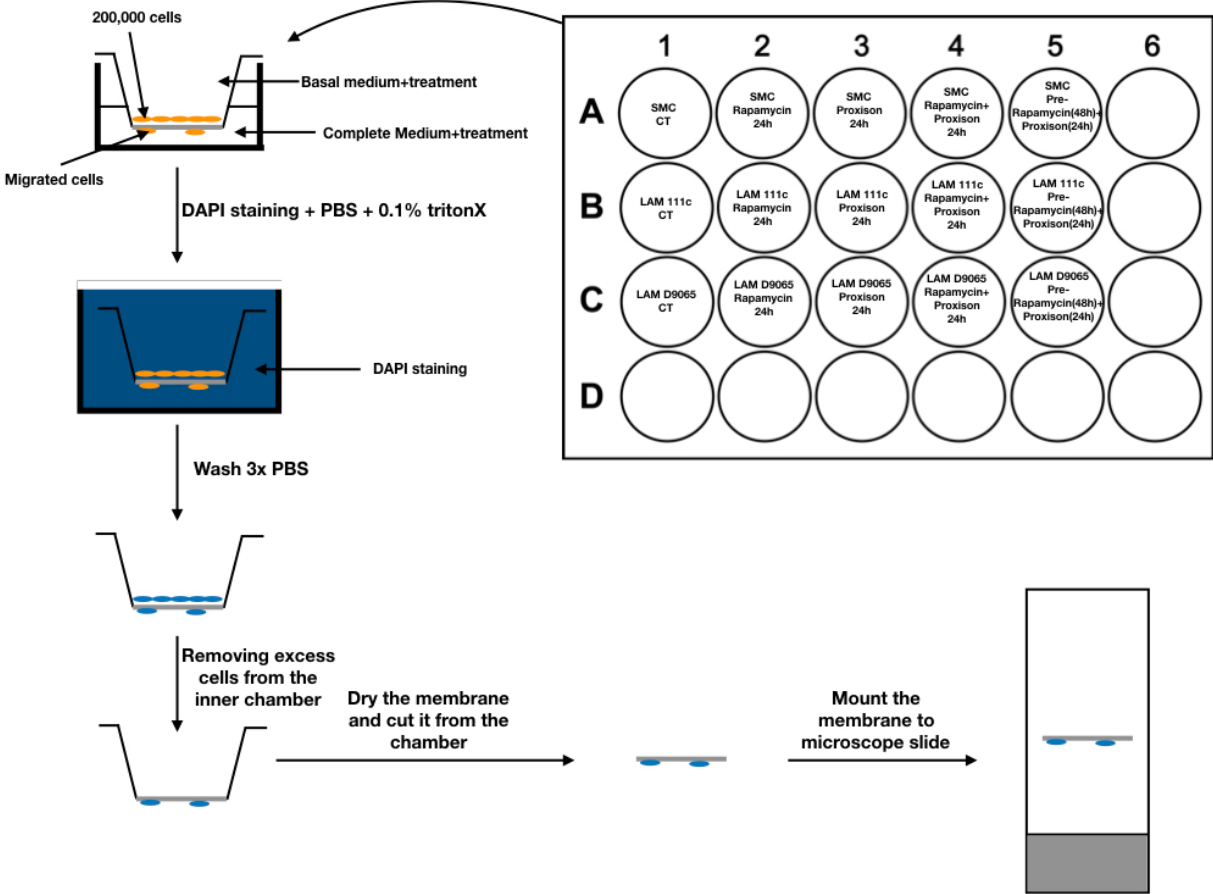 200,000 cells
Basal medium+treatment
Complete Medium+treatment
Migrated cells
DAPI staining + PBS + 0.1% tritonX
DAPI staining
Wash 3x PBS
Removing excess
cells from the
inner chamber
Dry the membrane
and cut it from the
chamber
Mount the
membrane to
microscope slide
1 2 3 4 5 6
A
SMC
CT
SMC
Rapamycin
24h
SMC
Proxison
24h
SMC
Rapamycin+
Proxison
24h
SMC
Pre-
Rapamycin(48h)+
Proxison(24h)
B
LAM 111c
CT
LAM 111c
Rapamycin
24h
LAM 111c
Proxison
24h
LAM 111c
Rapamycin+
Proxison
24h
LAM 111c
Pre-
Rapamycin(48h)+
Proxison(24h)
C
LAM D9065
CT
LAM D9065
Rapamycin
24h
LAM D9065
Proxison
24h
LAM D9065
Rapamycin+
Proxison
24h
LAM D9065
Pre-
Rapamycin(48h)+
Proxison(24h)
D